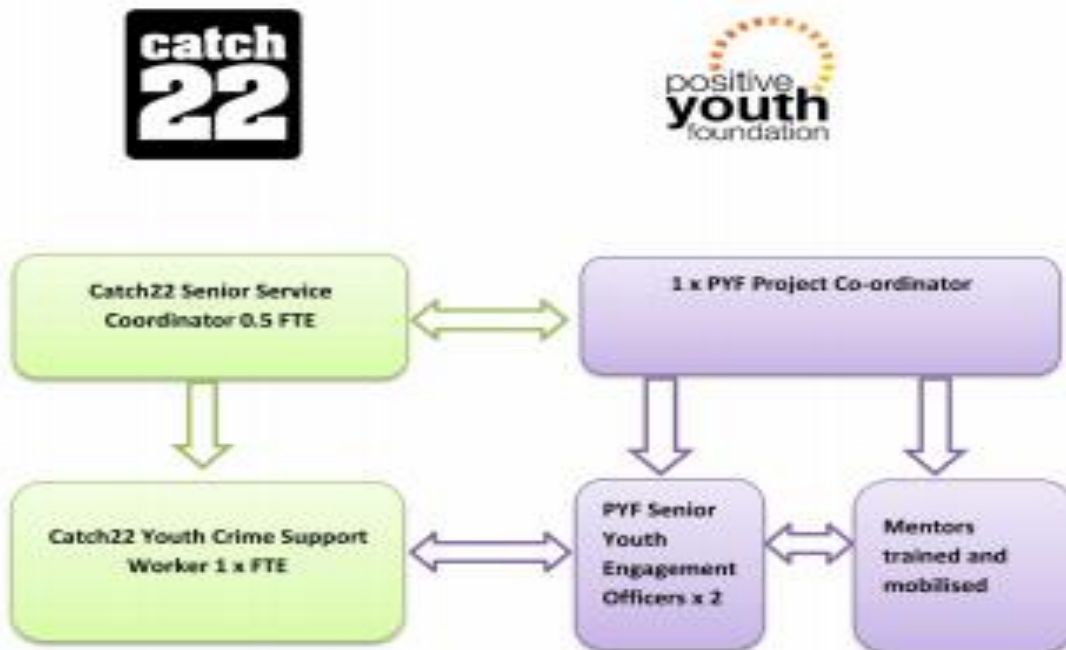 catch
22
positive
youth
foundation
Catch22 Senior Service
Coordinator 0.5 FTE
1 x PYF Project Co-ordinator
Catch22 Youth Crime Support
Worker 1 x FTE
PYF Senior
Youth
Engagement
Officers x 2
Mentors
trained and
mobilised